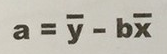 a = y̅ - bx̅